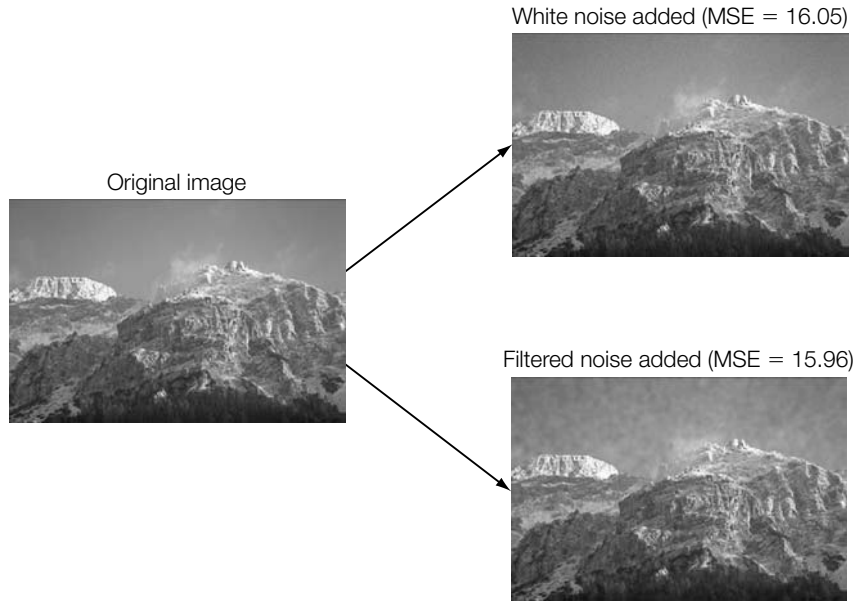 White noise added (MSE = 16.05)
Original image
Filtered noise added (MSE = 15.96)